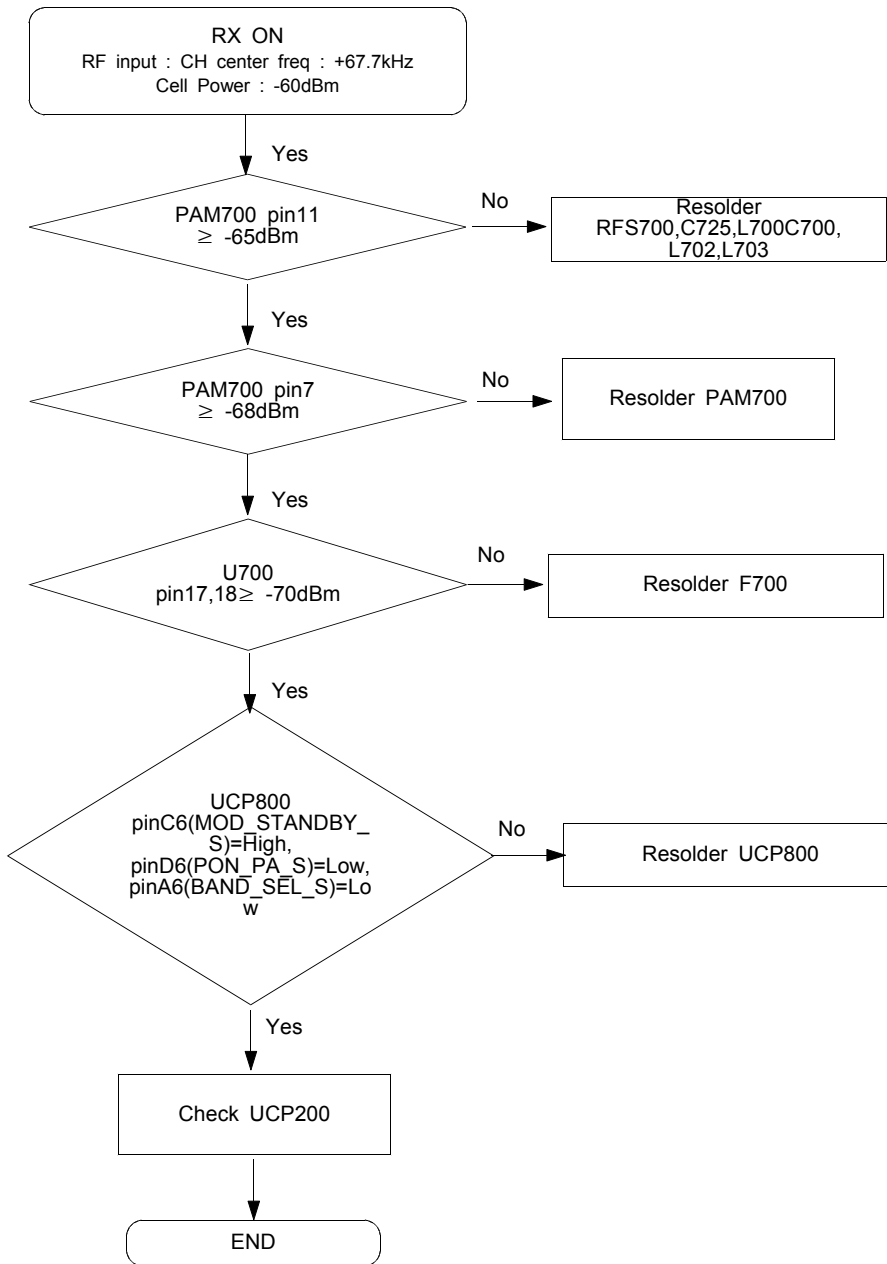 RX ON
RF input : CH center freq : +67.7kHz
Cell Power : -60dBm
Yes
PAM700 pin11
≥ -65dBm
No
Resolder
RFS700,C725,L700C700,
L702,L703
Yes
PAM700 pin7
≥ -68dBm
No
Resolder PAM700
Yes
U700
pin17,18≥ -70dBm
No
Resolder F700
Yes
UCP800
pinC6(MOD_STANDBY_
S)=High,
pinD6(PON_PA_S)=Low,
pinA6(BAND_SEL_S)=Lo
w
No
Resolder UCP800
Yes
Check UCP200
END